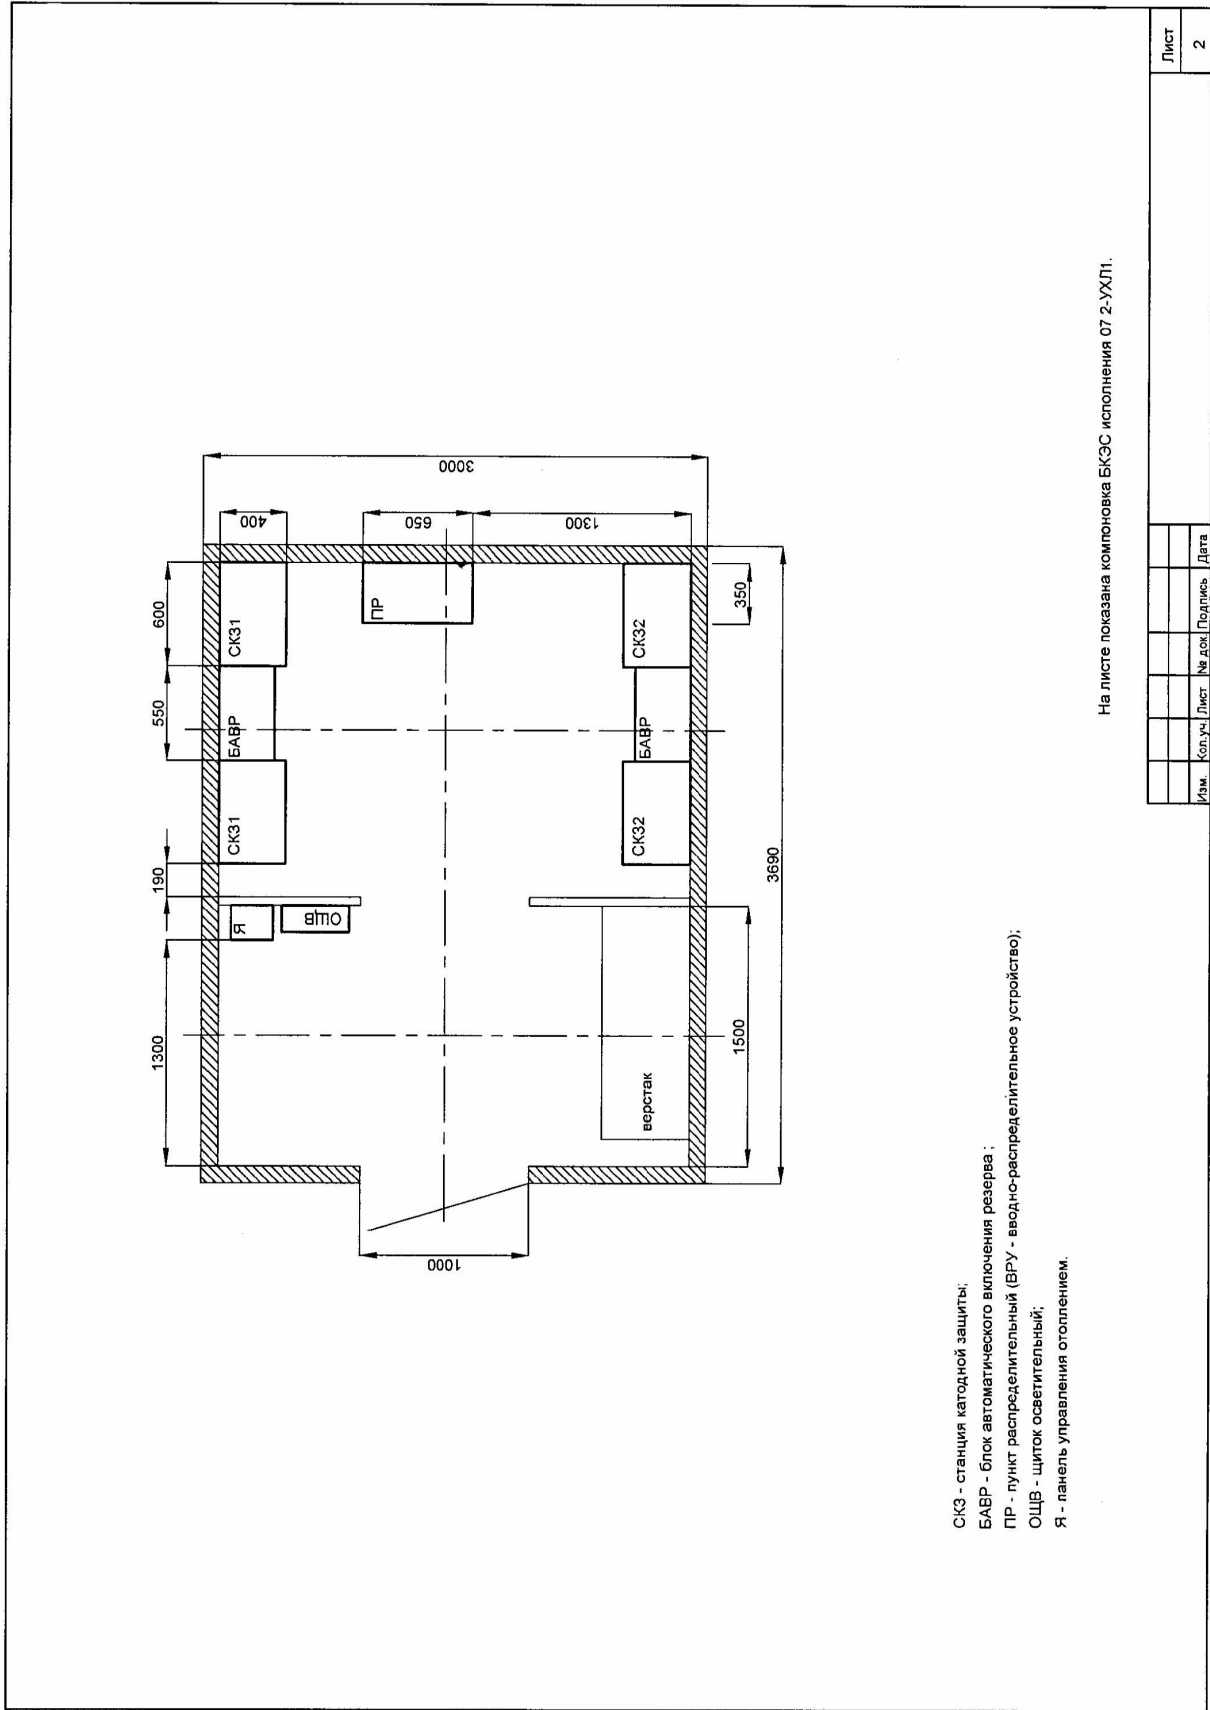 600
550
190
1300
400
650
1300
3000
СКЗ1
БАВР
СКЗ1
ПР
Я
ОЩВ
СКЗ2
БАВР
СКЗ2
верстак
1000
350
1500
3690
СКЗ - станция катодной защиты;
БАВР - блок автоматического включения резерва ;
ПР - пункт распределительный (ВРУ - вводно-распределительное устройство);
ОЩВ - щиток осветительный;
Я - панель управления отоплением.
На листе показана компоновка БКЭС исполнения 07 2-УХЛ1.
Изм. Кол.уч. Лист № док. Подпись Дата
Лист
2